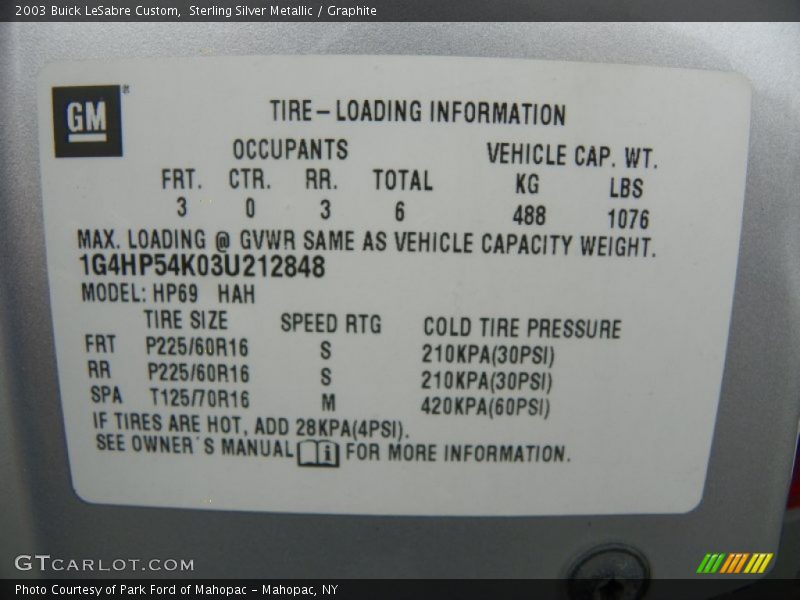 2003 Buick LeSabre Custom,  Sterling Silver Metallic / Graphite
GM®
TIRE-LOADING INFORMATION
OCCUPANTS VEHICLE CAP. WT.
FRT. CTR. RR. TOTAL KG LBS
3 0 3 6 488 1076
MAX. LOADING @ GVWR SAME AS VEHICLE CAPACITY WEIGHT.
1G4HP54K03U212848
MODEL: HP69 HAH
TIRE SIZE SPEED RTG COLD TIRE PRESSURE
FRT P225/60R16 S 210KPA(30PSI)
RR P225/60R16 S 210KPA(30PSI)
SPA T125/70R16 M 420KPA(60PSI)
IF TIRES ARE HOT, ADD 28KPA(4PSI).
SEE OWNER'S MANUAL i FOR MORE INFORMATION.
GTCARLOT.COM
Photo Courtesy of Park Ford of Mahopac - Mahopac, NY